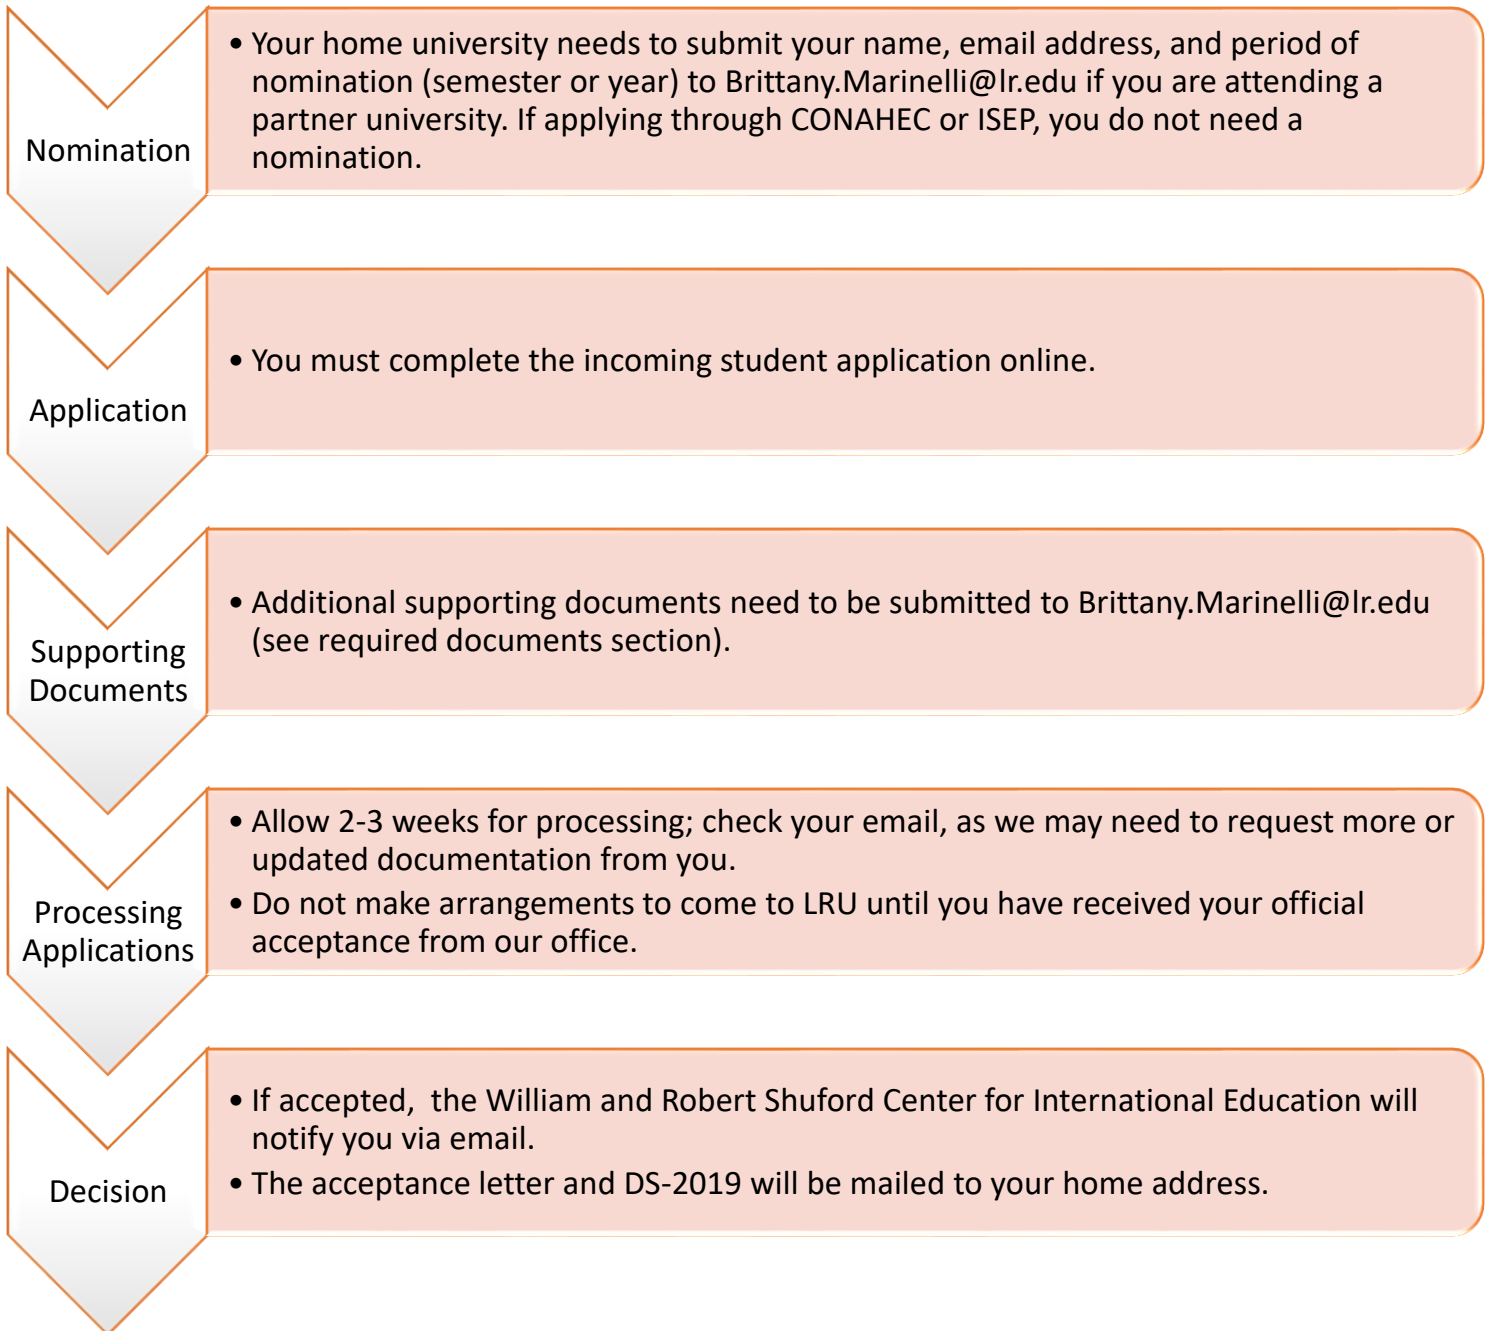 Nomination
• Your home university needs to submit your name, email address, and period of
nomination (semester or year) to Brittany.Marinelli@lr.edu if you are attending a
partner university. If applying through CONAHEC or ISEP, you do not need a
nomination.
Application
• You must complete the incoming student application online.
Supporting
Documents
• Additional supporting documents need to be submitted to Brittany.Marinelli@lr.edu
(see required documents section).
Processing
Applications
• Allow 2-3 weeks for processing; check your email, as we may need to request more or
updated documentation from you.
• Do not make arrangements to come to LRU until you have received your official
acceptance from our office.
Decision
• If accepted,  the William and Robert Shuford Center for International Education will
notify you via email.
• The acceptance letter and DS-2019 will be mailed to your home address.